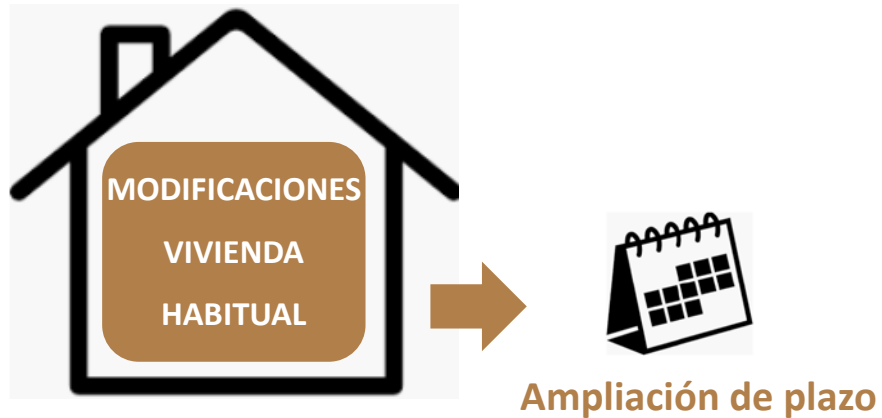 MODIFICACIONES
VIVIENDA
HABITUAL
Ampliación de plazo